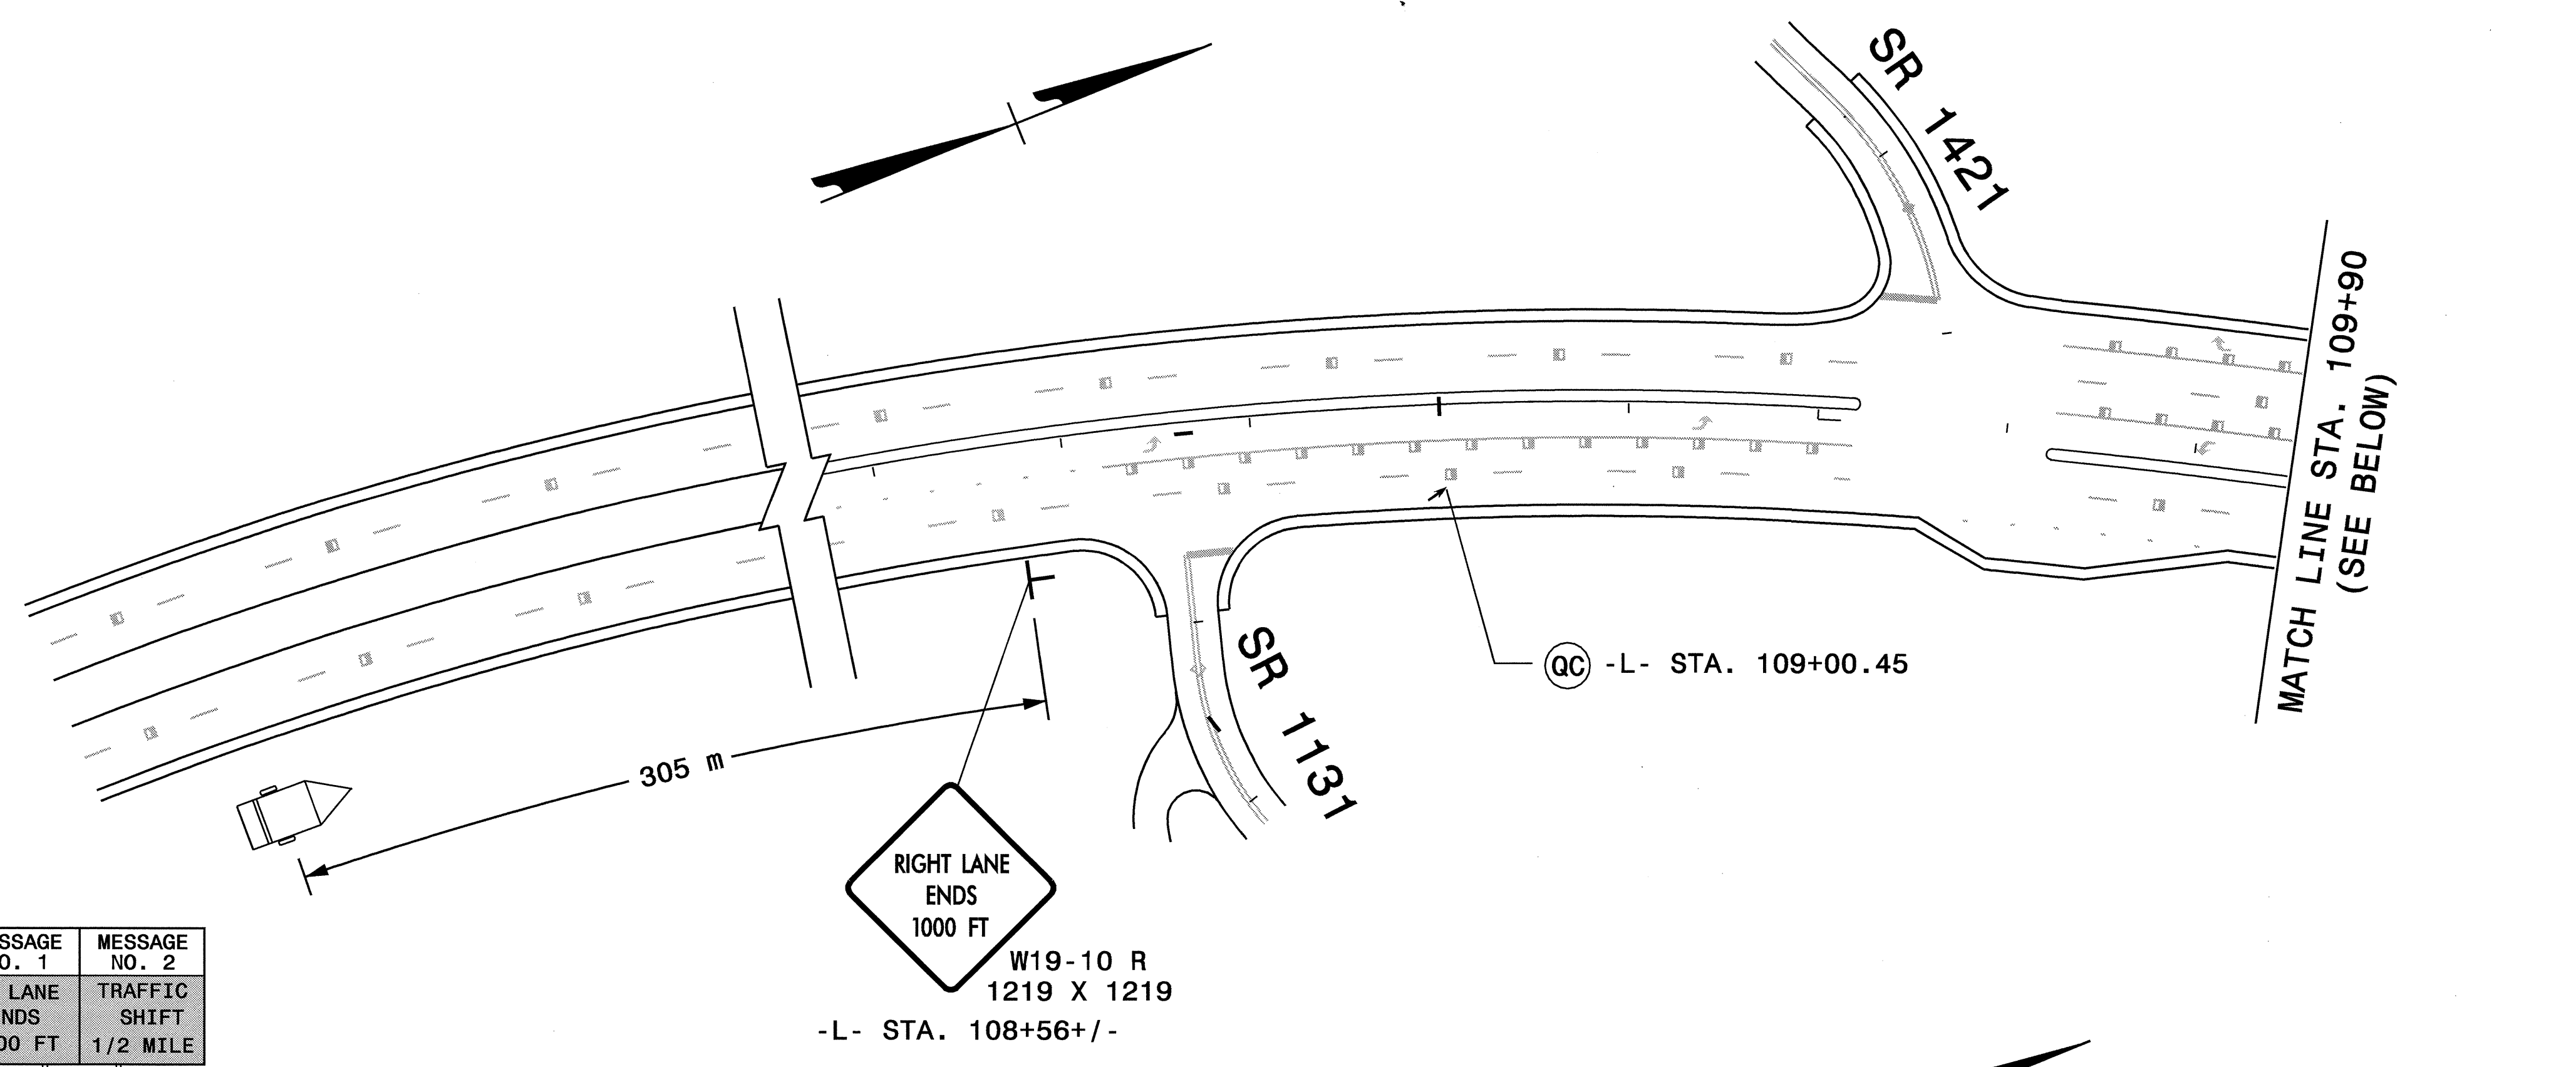 SR 1421
MATCH LINE STA. 109+90
(SEE BELOW)
QC -L- STA. 109+00.45
SR 1131
305 m
RIGHT LANE
ENDS
1000 FT
W19-10 R
1219 X 1219
-L- STA. 108+56+/-
MESSAGE
NO. 2
TRAFFIC
SHIFT
1/2 MILE
SSAGE
O. 1
LANE
NDS
00 FT